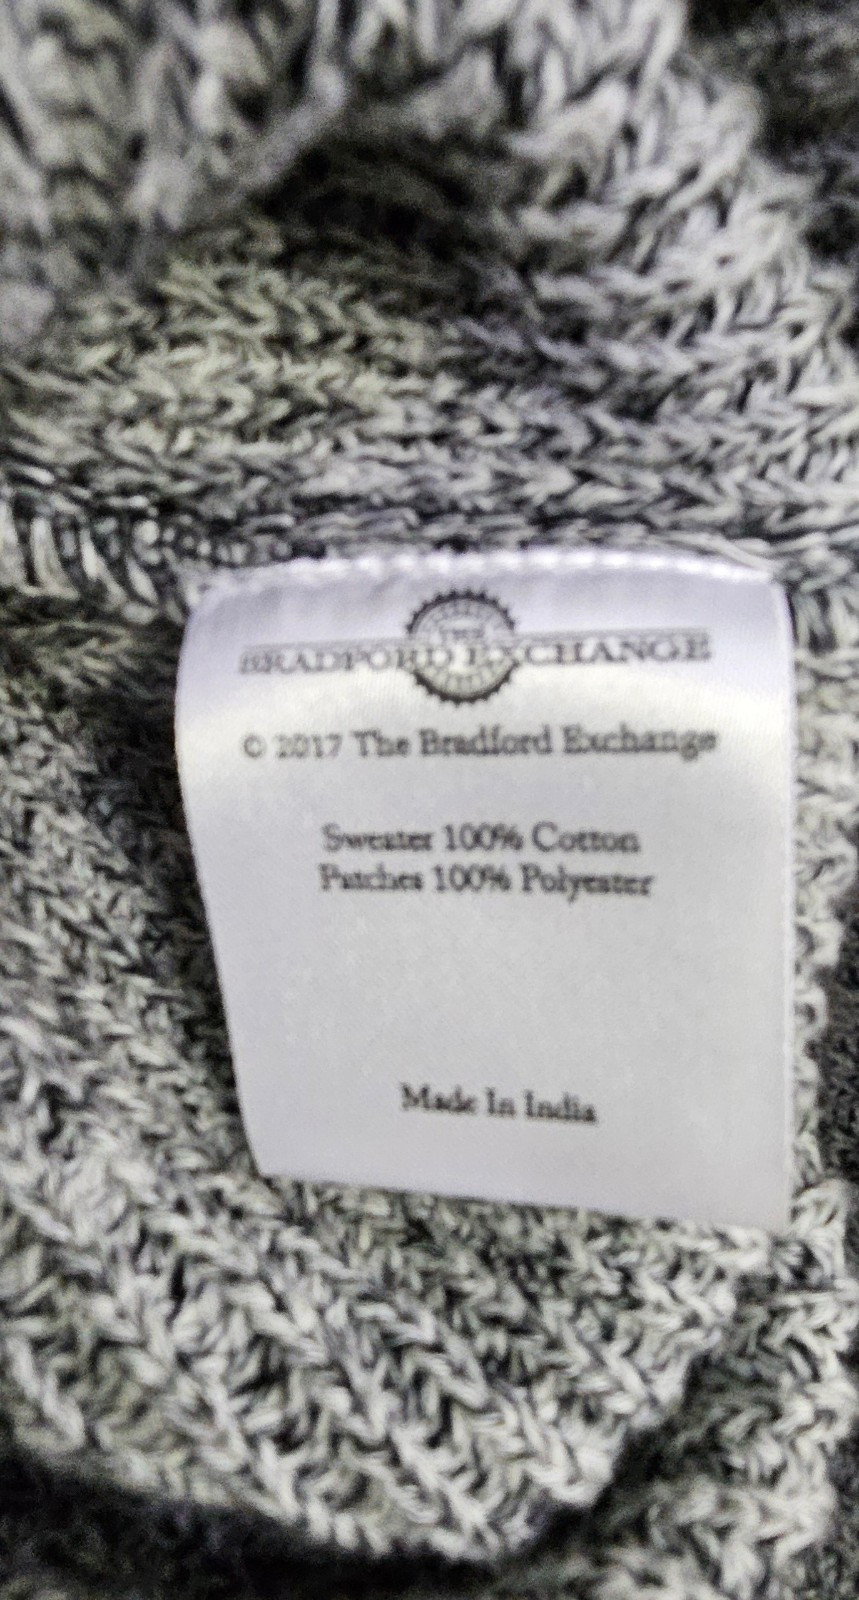 THE
BRADFORD EXCHANGE
© 2017 The Bradford Exchange
Sweater 100% Cotton
Patches 100% Polyester
Made In India